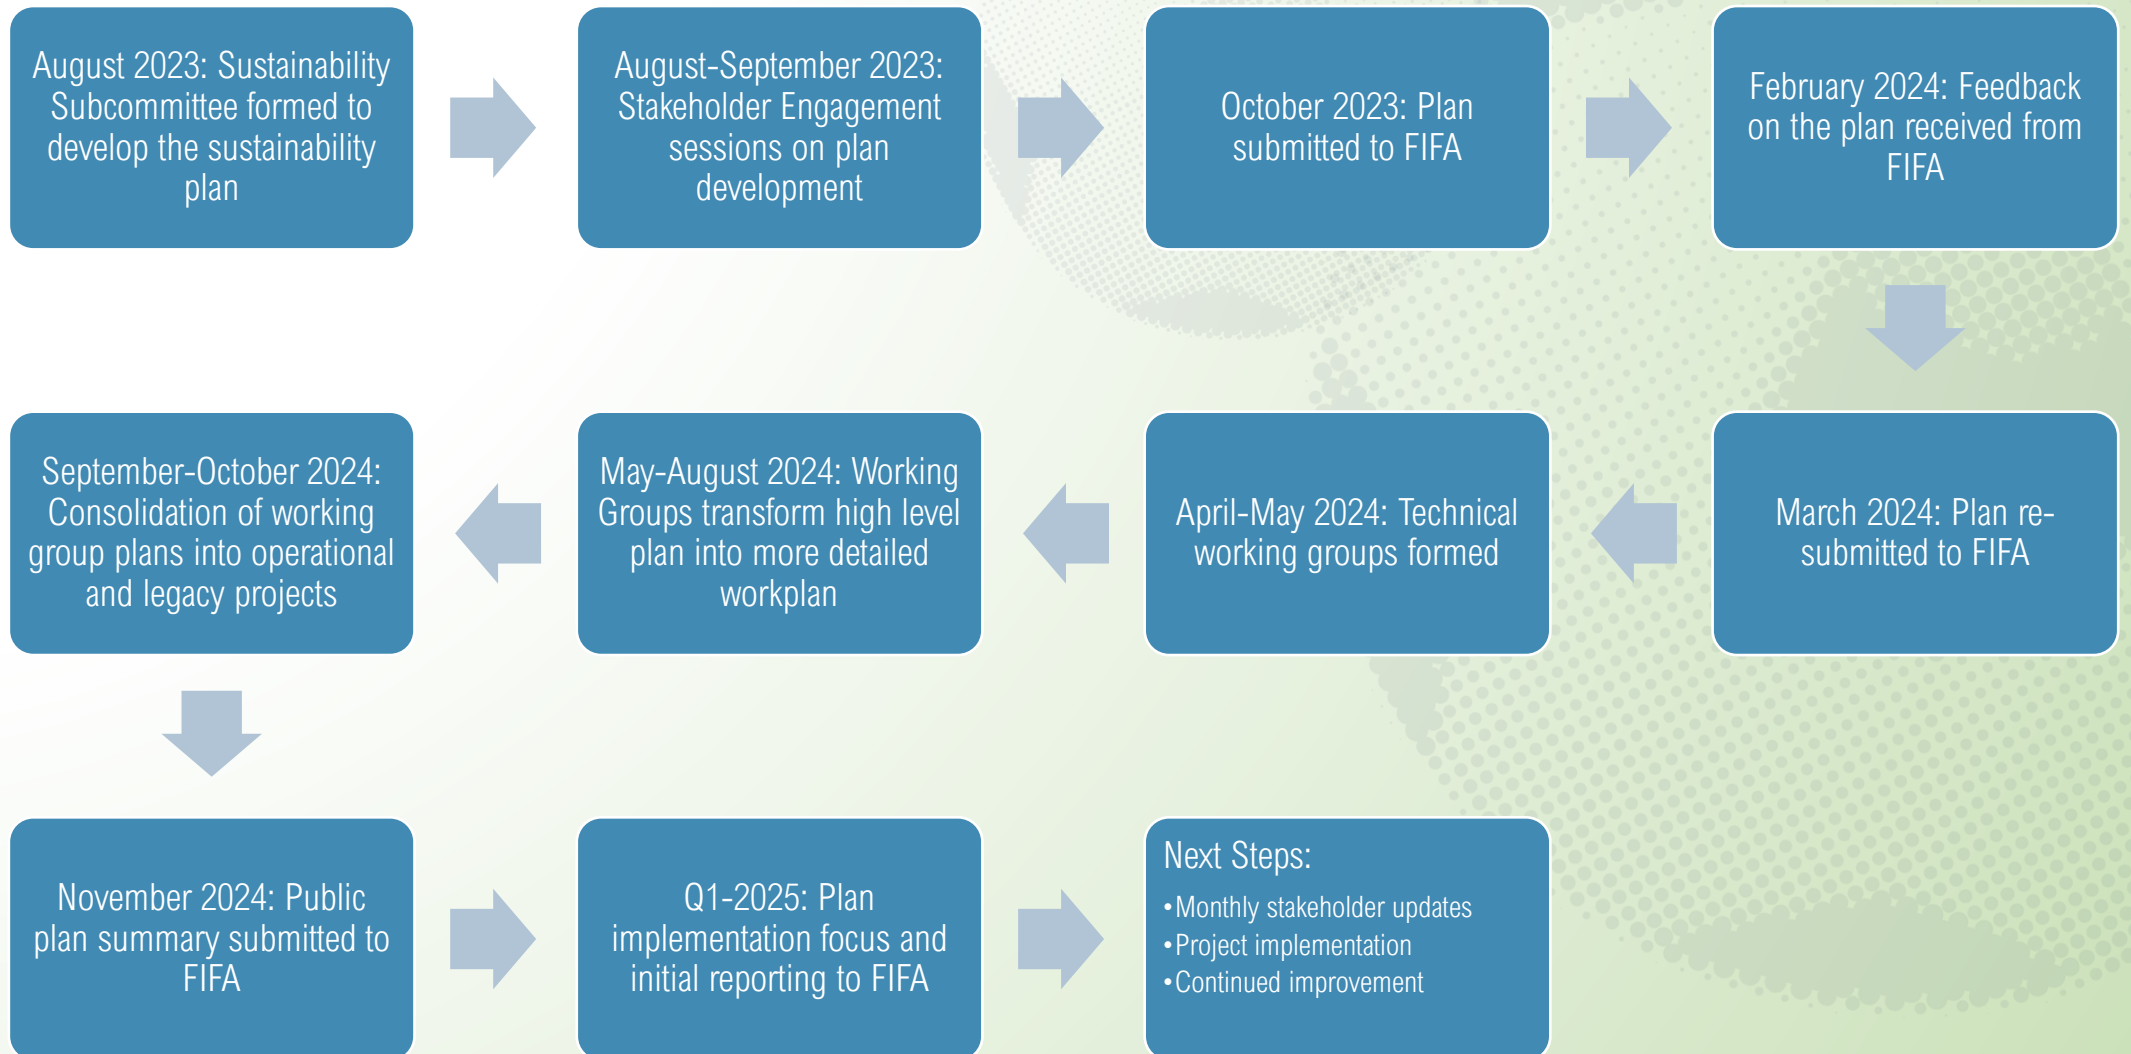 August 2023: Sustainability
Subcommittee formed to
develop the sustainability
plan
August-September 2023:
Stakeholder Engagement
sessions on plan
development
October 2023: Plan
submitted to FIFA
February 2024: Feedback
on the plan received from
FIFA
March 2024: Plan re-
submitted to FIFA
April-May 2024: Technical
working groups formed
May-August 2024: Working
Groups transform high level
plan into more detailed
workplan
September-October 2024:
Consolidation of working
group plans into operational
and legacy projects
November 2024: Public
plan summary submitted to
FIFA
Q1-2025: Plan
implementation focus and
initial reporting to FIFA
Next Steps:
•Monthly stakeholder updates
•Project implementation
•Continued improvement